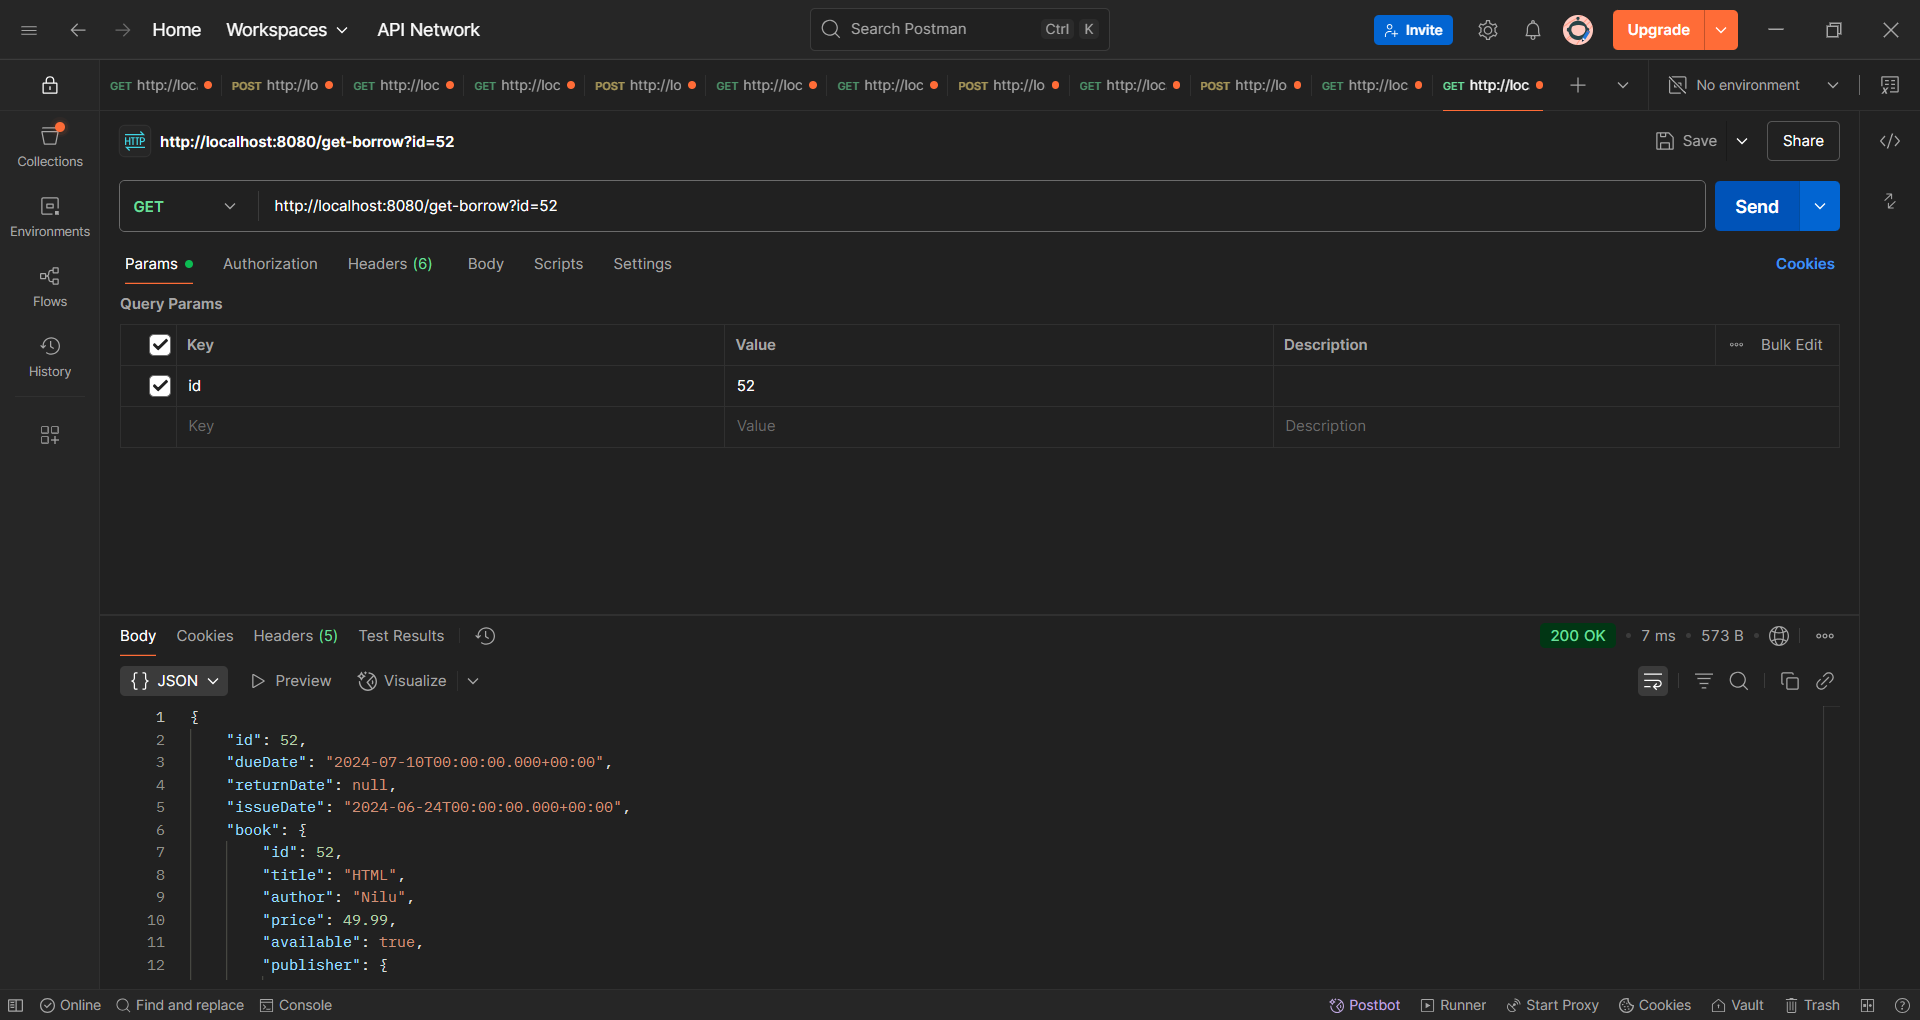 Home Workspaces API Network Search Postman Ctrl K Invite Upgrade
GET http://loc POST http://lo GET http://loc GET http://loc POST http://lo GET http://loc GET http://loc POST http://lo GET http://loc POST http://lo GET http://loc GET http://loc No environment
Collections
Environments
Flows
History
HTTP http://localhost:8080/get-borrow?id=52 Save Share
GET http://localhost:8080/get-borrow?id=52 Send
Params Authorization Headers (6) Body Scripts Settings Cookies
Query Params
Key Value Description Bulk Edit
id 52
Key Value Description
Body Cookies Headers (5) Test Results 200 OK 7 ms 573 B
{} JSON Preview Visualize
1 {
2 "id": 52,
3 "dueDate": "2024-07-10T00:00:00.000+00:00",
4 "returnDate": null,
5 "issueDate": "2024-06-24T00:00:00.000+00:00",
6 "book": {
7 "id": 52,
8 "title": "HTML",
9 "author": "Nilu",
10 "price": 49.99,
11 "available": true,
12 "publisher": {
Online Find and replace Console Postbot Runner Start Proxy Cookies Vault Trash